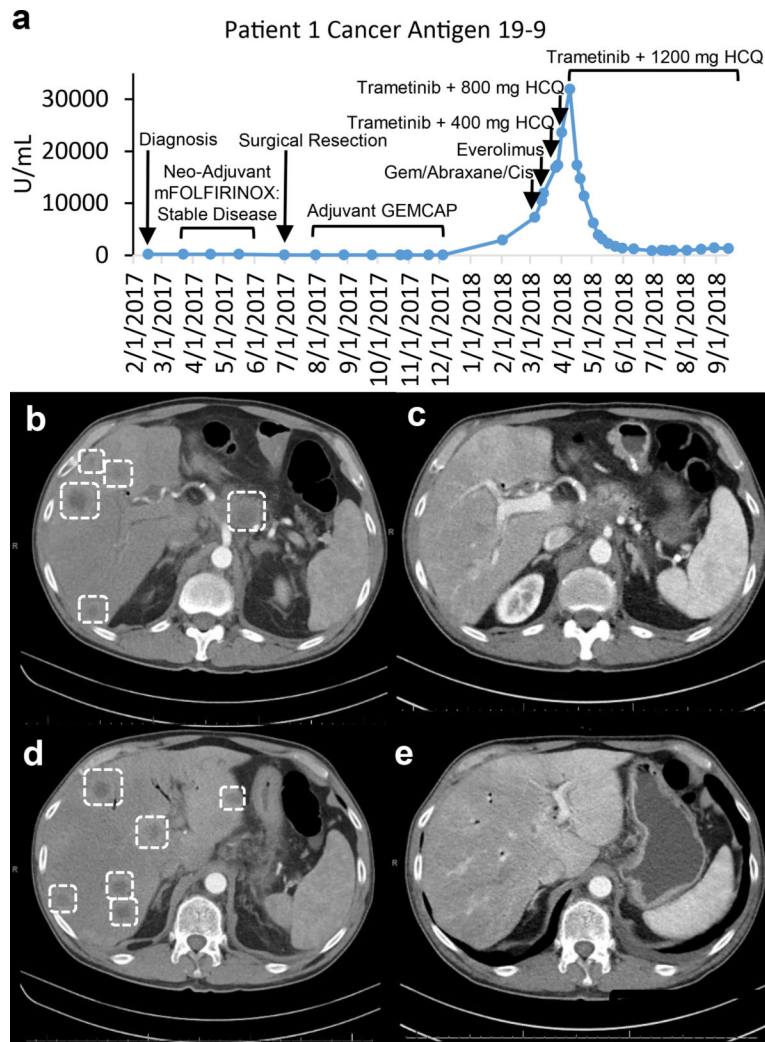 a
Patient 1 Cancer Antigen 19-9
Trametinib + 1200 mg HCQ
30000
Trametinib + 800 mg HCQ
Diagnosis
Surgical Resection
Trametinib + 400 mg HCQ
20000
Neo-Adjuvant
Everolimus
U/mL
mFOLFIRINOX:
Gem/Abraxane/Cis
10000
Stable Disease
Adjuvant GEMCAP
0
2/1/2017
3/1/2017
4/1/2017
5/1/2017
6/1/2017
7/1/2017
8/1/2017
9/1/2017
10/1/2017
11/1/2017
12/1/2017
1/1/2018
2/1/2018
3/1/2018
4/1/2018
5/1/2018
6/1/2018
7/1/2018
8/1/2018
9/1/2018
b
c
R
R
d
e
R
R